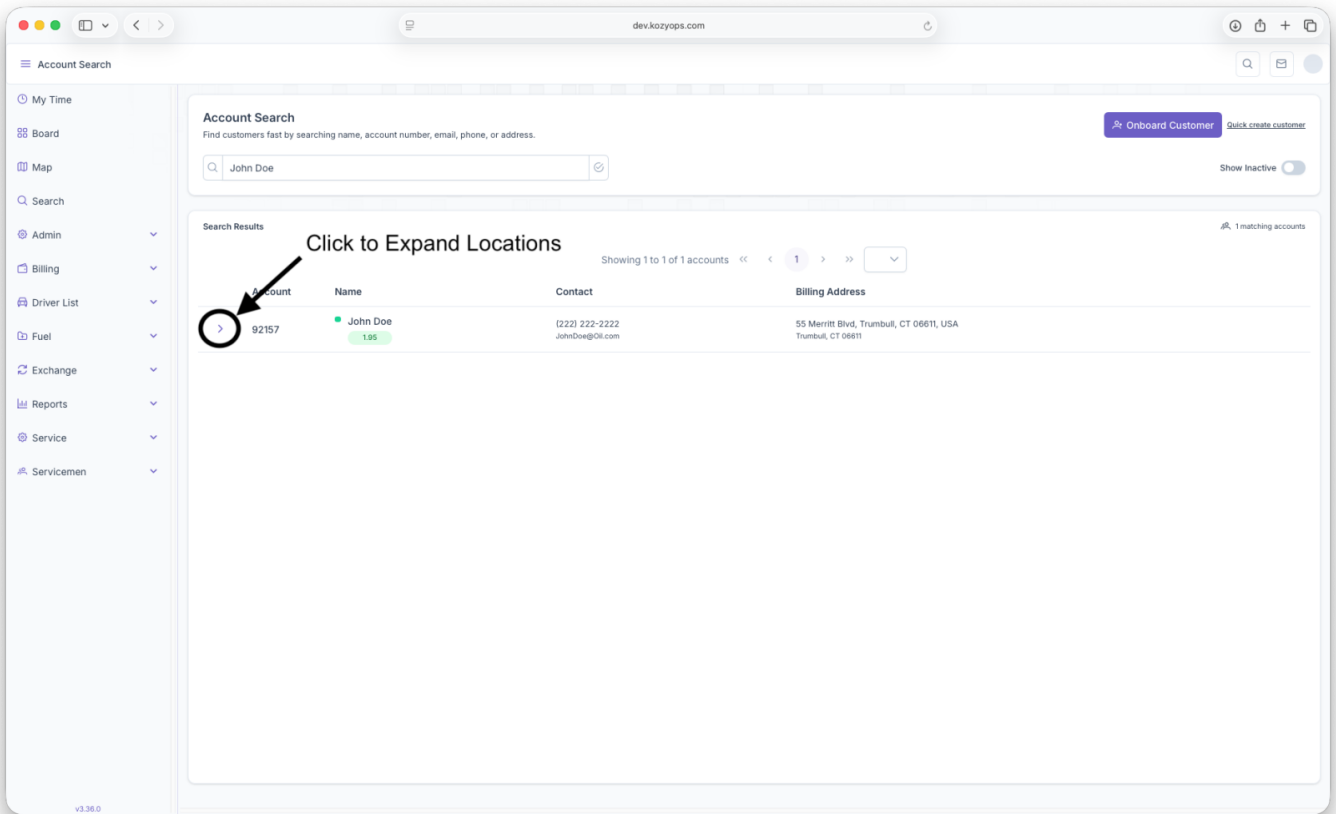 dev.kozyops.com
Account Search
My Time
Board
Map
Search
Admin
Billing
Driver List
Fuel
Exchange
Reports
Service
Servicemen
v3.36.0
Account Search
Find customers fast by searching name, account number, email, phone, or address.
Onboard Customer
Quick create customer
John Doe
Show Inactive
Search Results
1 matching accounts
Click to Expand Locations
Showing 1 to 1 of 1 accounts « ‹ 1 › »
Account Name Contact Billing Address
92157 John Doe (222) 222-2222 55 Merritt Blvd, Trumbull, CT 06611, USA
1.95 JohnDoe@Oil.com Trumbull, CT 06611